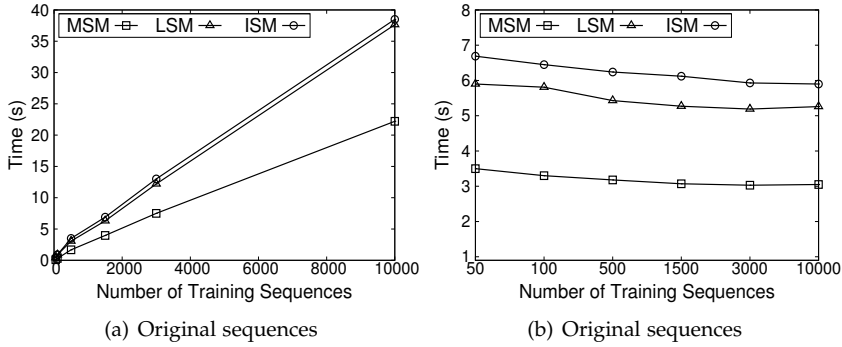 MSM LSM ISM
40
35
30
25
20
15
10
5
0
Time (s)
0 2000 4000 6000 8000 10000
Number of Training Sequences
(a) Original sequences
MSM LSM ISM
8
7
6
5
4
3
2
1
Time (s)
50 100 500 1500 3000 10000
Number of Training Sequences
(b) Original sequences